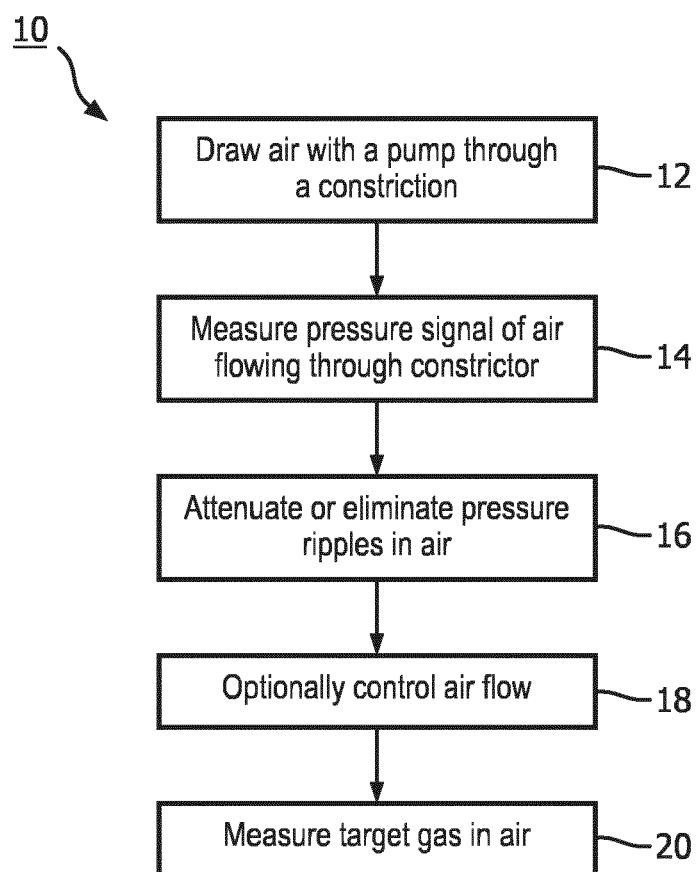 10
Draw air with a pump through
a constriction
12
Measure pressure signal of air
flowing through constrictor
14
Attenuate or eliminate pressure
ripples in air
16
Optionally control air flow
18
Measure target gas in air
20